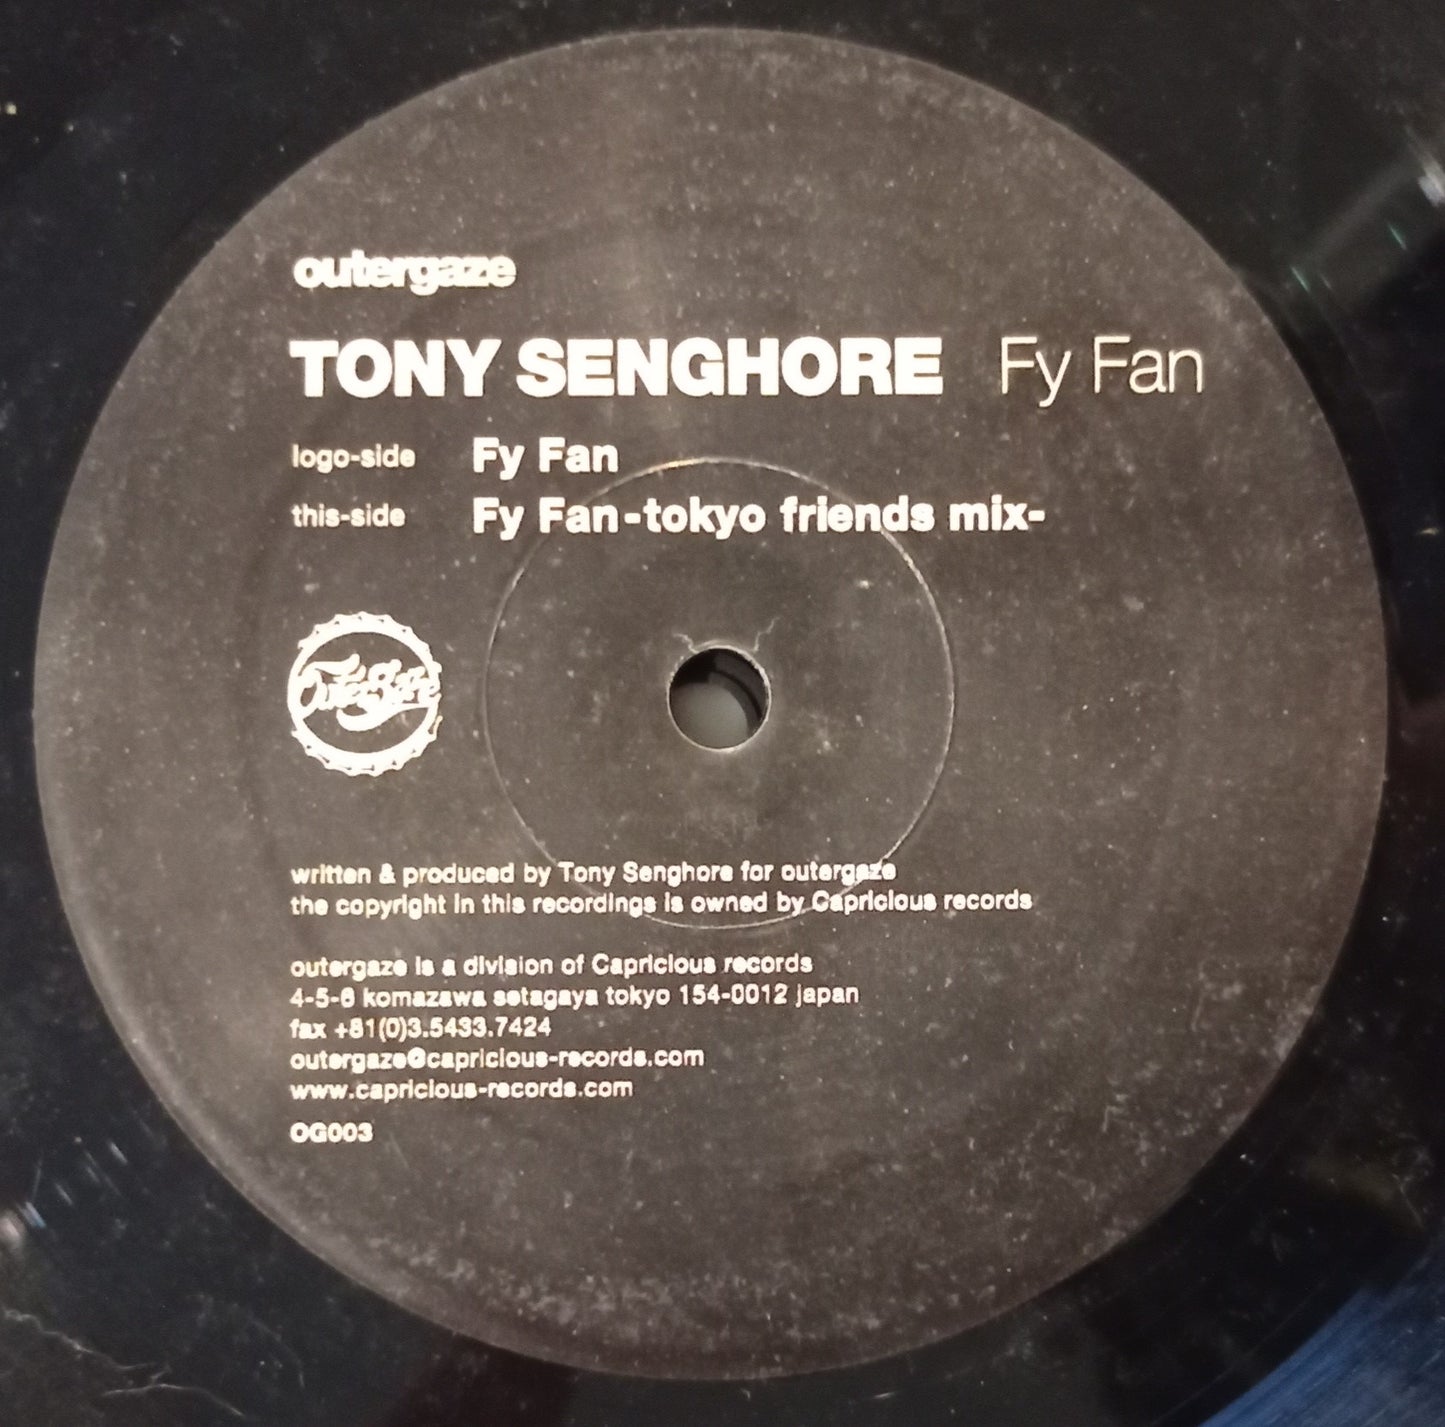 outergaze
TONY SENGHORE Fy Fan
logo-side Fy Fan
this-side Fy Fan-tokyo friends mix-
OuterGaze
written & produced by Tony Senghore for outergaze
the copyright in this recordings is owned by Capricious records
outergaze is a division of Capricious records
4-5-6 komazawa setagaya tokyo 154-0012 japan
fax +81(0)3.5433.7424
outergaze@capricious-records.com
www.capricious-records.com
OG003